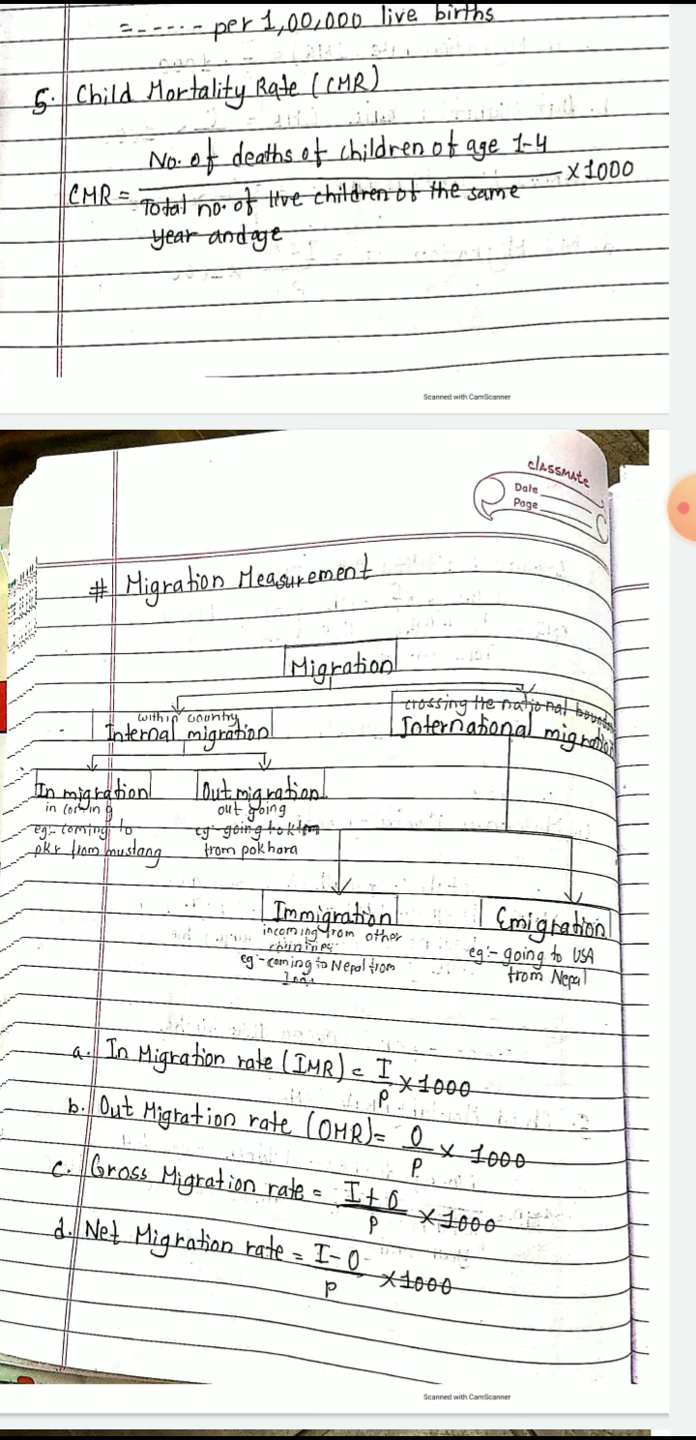 =------ per 1,00,000 live births
5. Child Mortality Rate (CMR)
No. of deaths of children of age 1-4
CMR = ×1000
Total no. of live children of the same
year and age
Scanned with CamScanner
classmate
Date
Page
# Migration Measurement
Migration
within country
Internal migration
crossing the national
International migration
In migration
in coming
eg:- coming to
pkr from mustang
Out migration
out going
eg- going to ktm
from pokhara
Immigration
incoming from other
countries
eg:- coming to Nepal from
Emigration
eg:- going to USA
from Nepal
a. In Migration rate (IMR) = I/P ×1000
b. Out Migration rate (OMR) = O/P × 1000
c. Gross Migration rate = I+O/P ×1000
d. Net Migration rate = I-O/P ×1000
Scanned with CamScanner